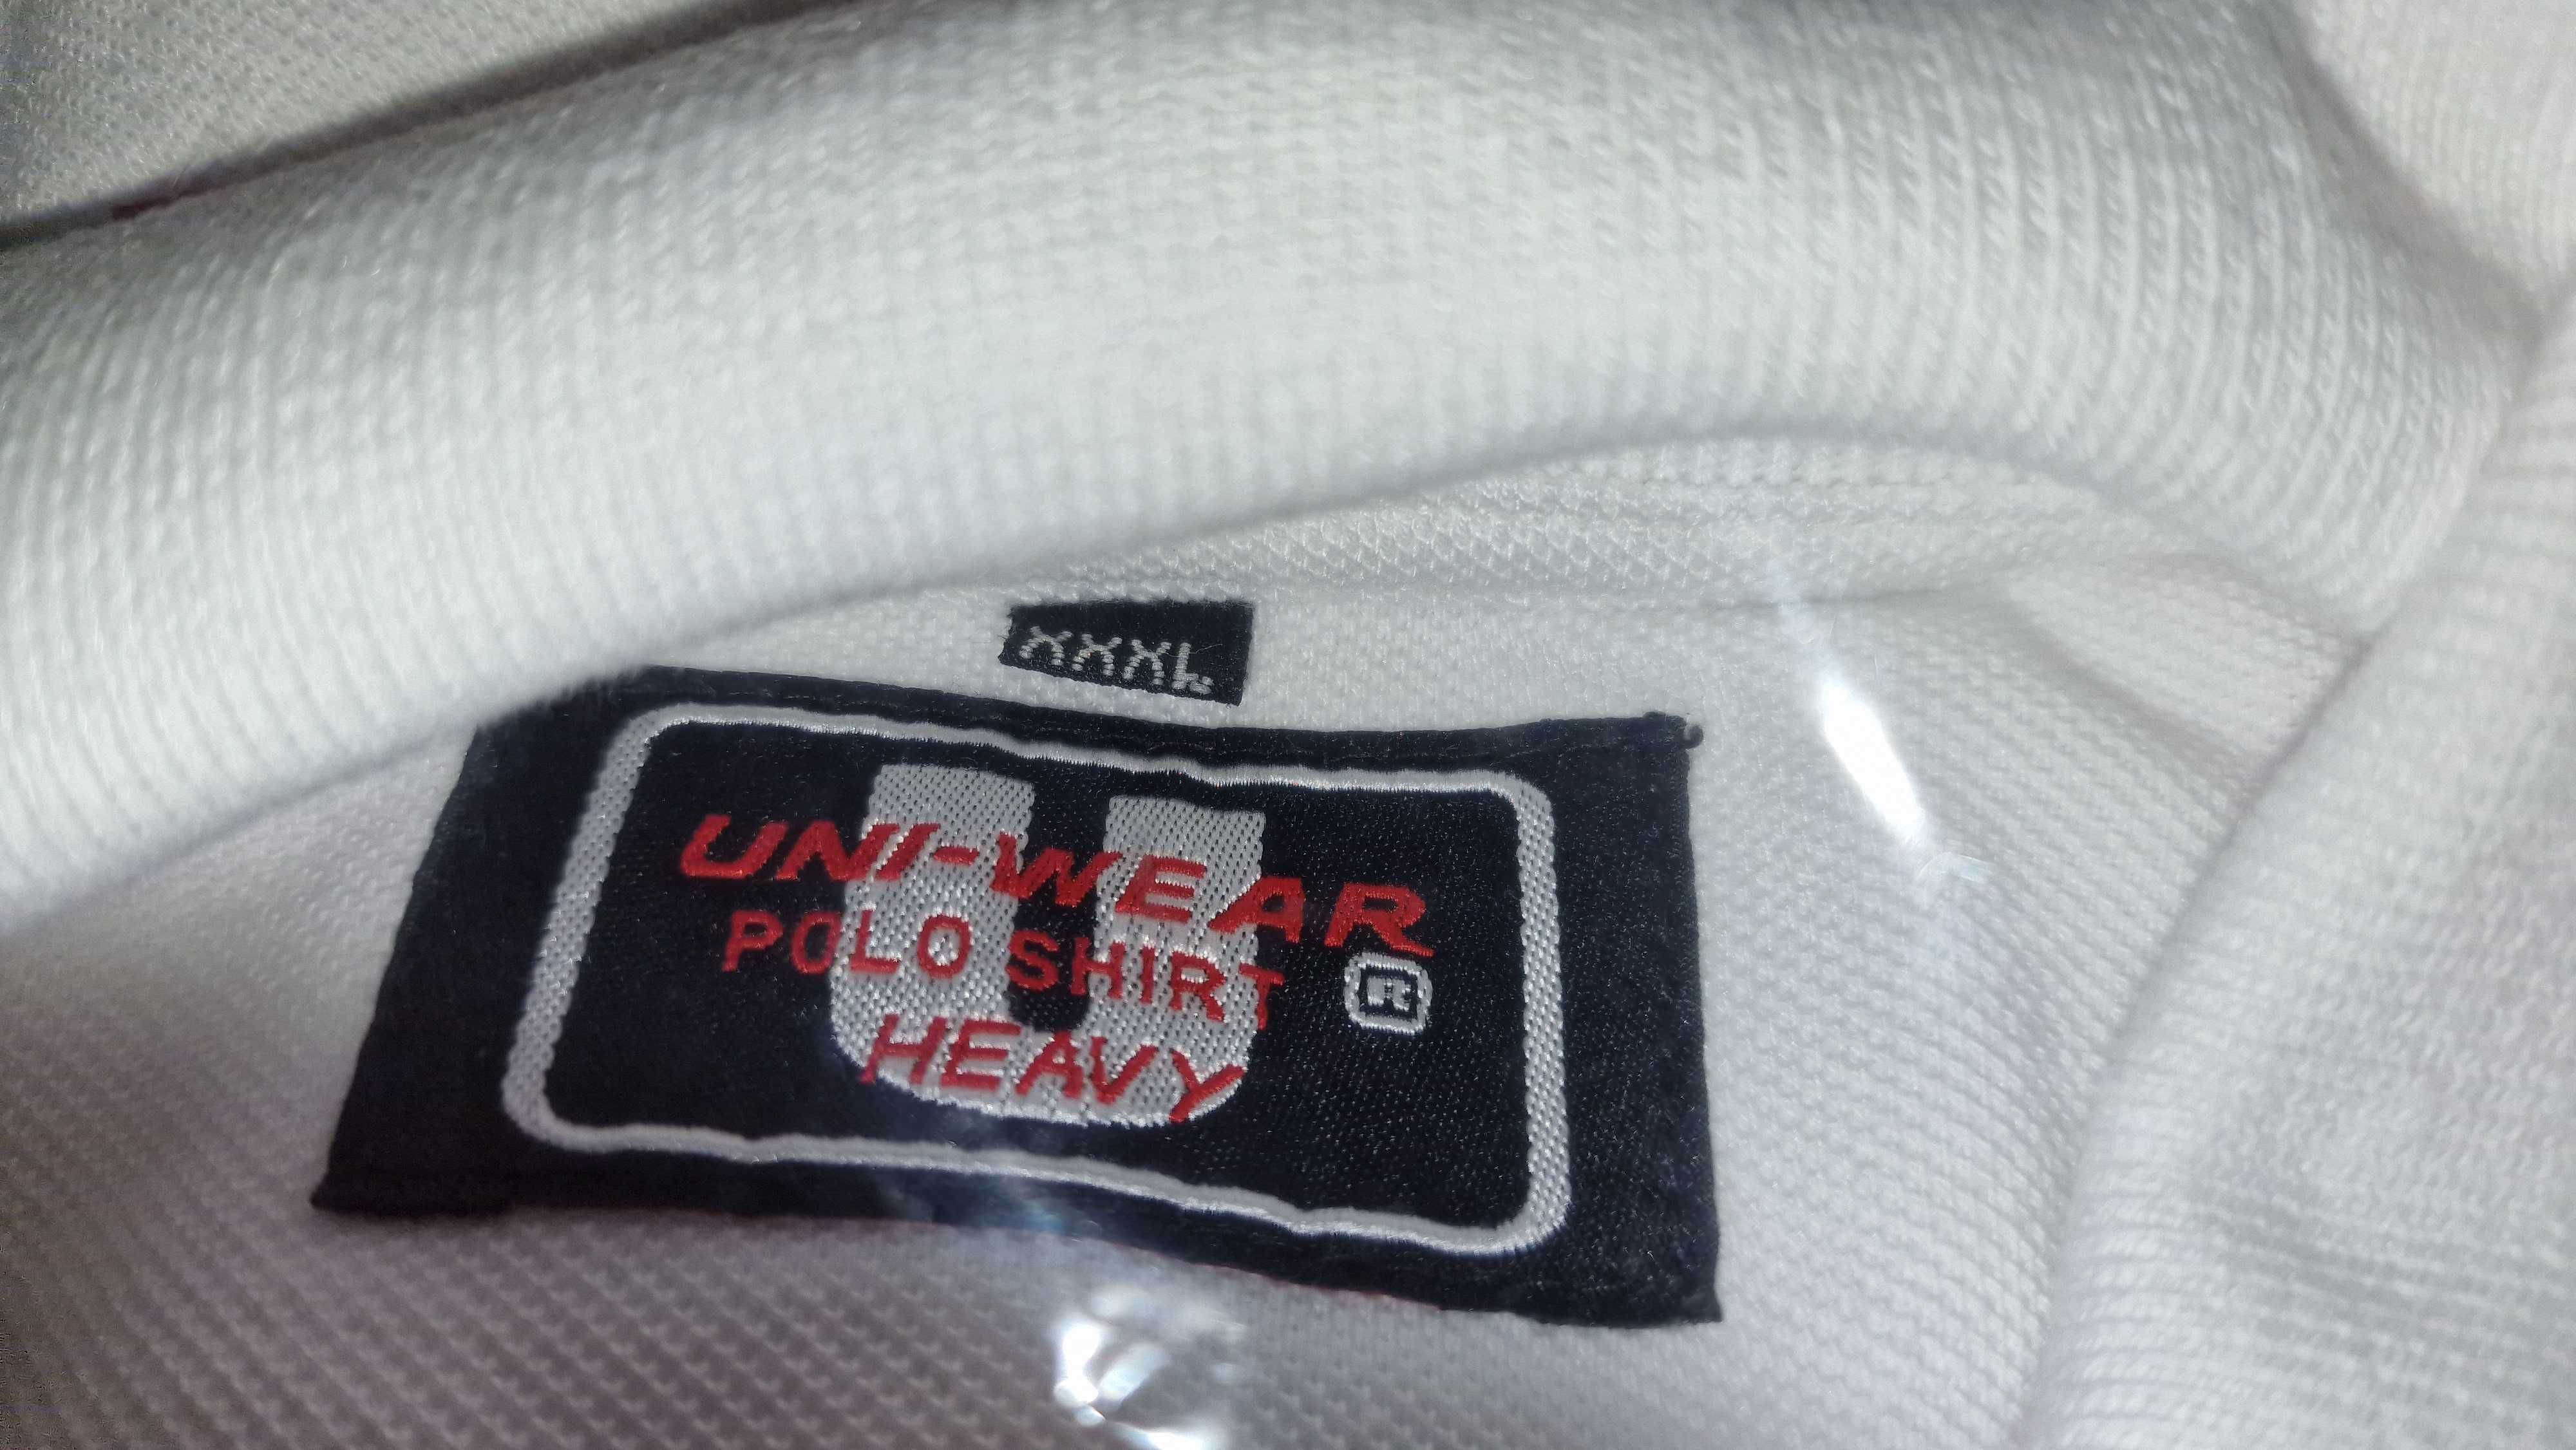 XXXL
UNI-WEAR
POLO SHIRT ®
HEAVY